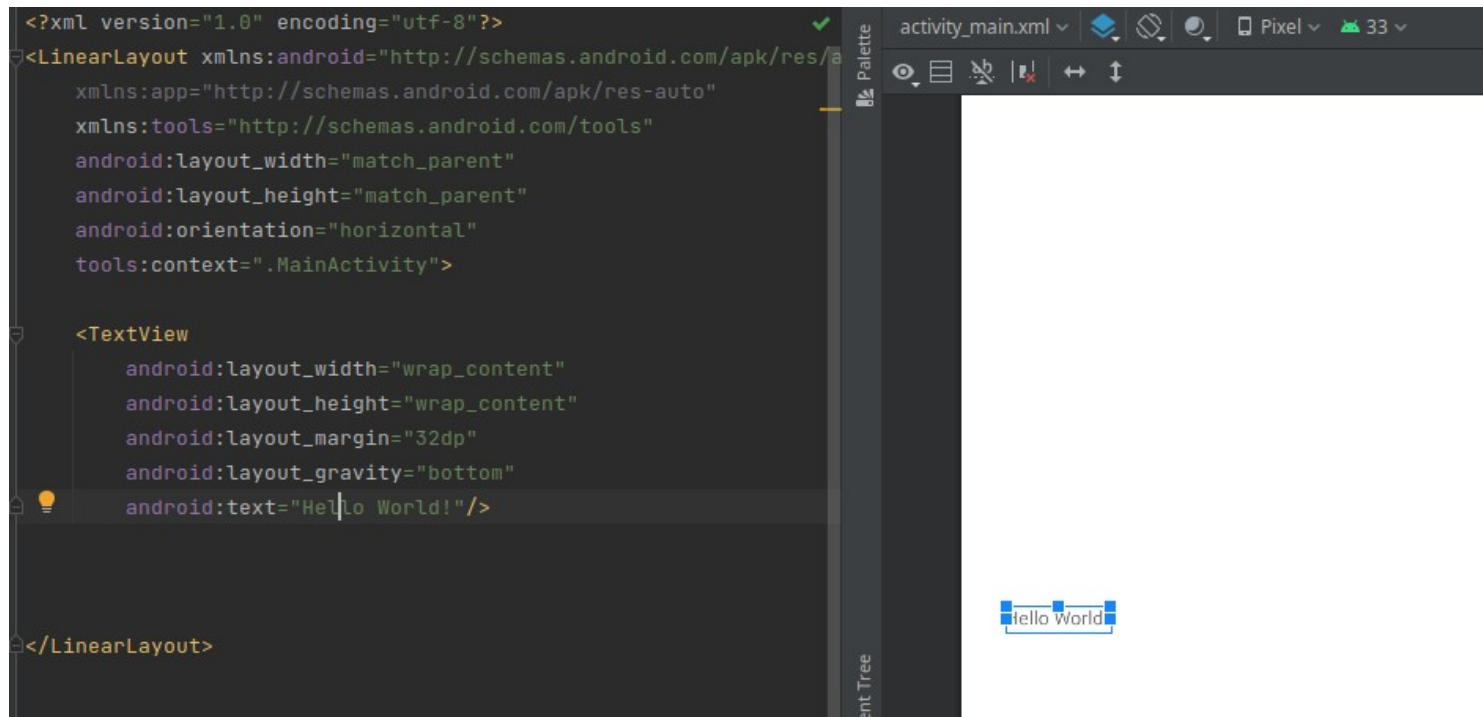 <?xml version="1.0" encoding="utf-8"?>
<LinearLayout xmlns:android="http://schemas.android.com/apk/res/a
xmlns:app="http://schemas.android.com/apk/res-auto"
xmlns:tools="http://schemas.android.com/tools"
android:layout_width="match_parent"
android:layout_height="match_parent"
android:orientation="horizontal"
tools:context=".MainActivity">
<TextView
android:layout_width="wrap_content"
android:layout_height="wrap_content"
android:layout_margin="32dp"
android:layout_gravity="bottom"
android:text="Hello World!"/>
</LinearLayout>
Palette
ent Tree
activity_main.xml
Pixel
33
Hello World